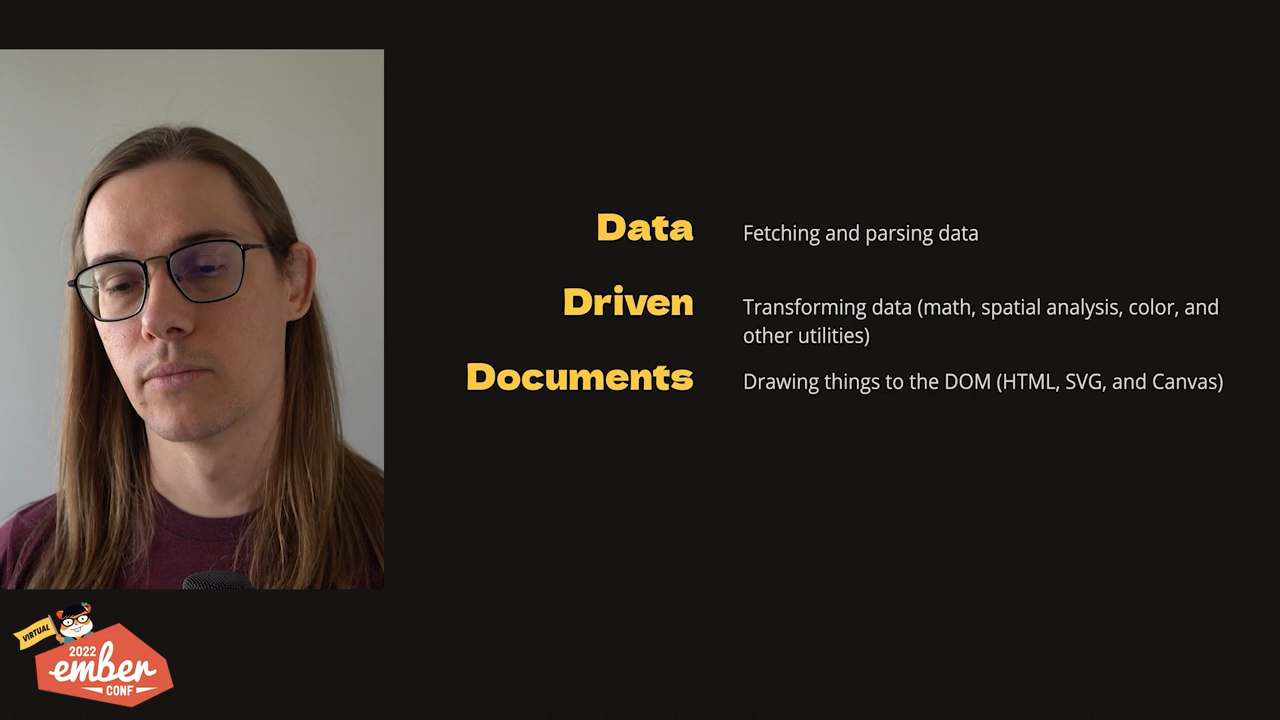 Data
Fetching and parsing data
Driven
Transforming data (math, spatial analysis, color, and
other utilities)
Documents
Drawing things to the DOM (HTML, SVG, and Canvas)
VIRTUAL
2022
ember
CONF